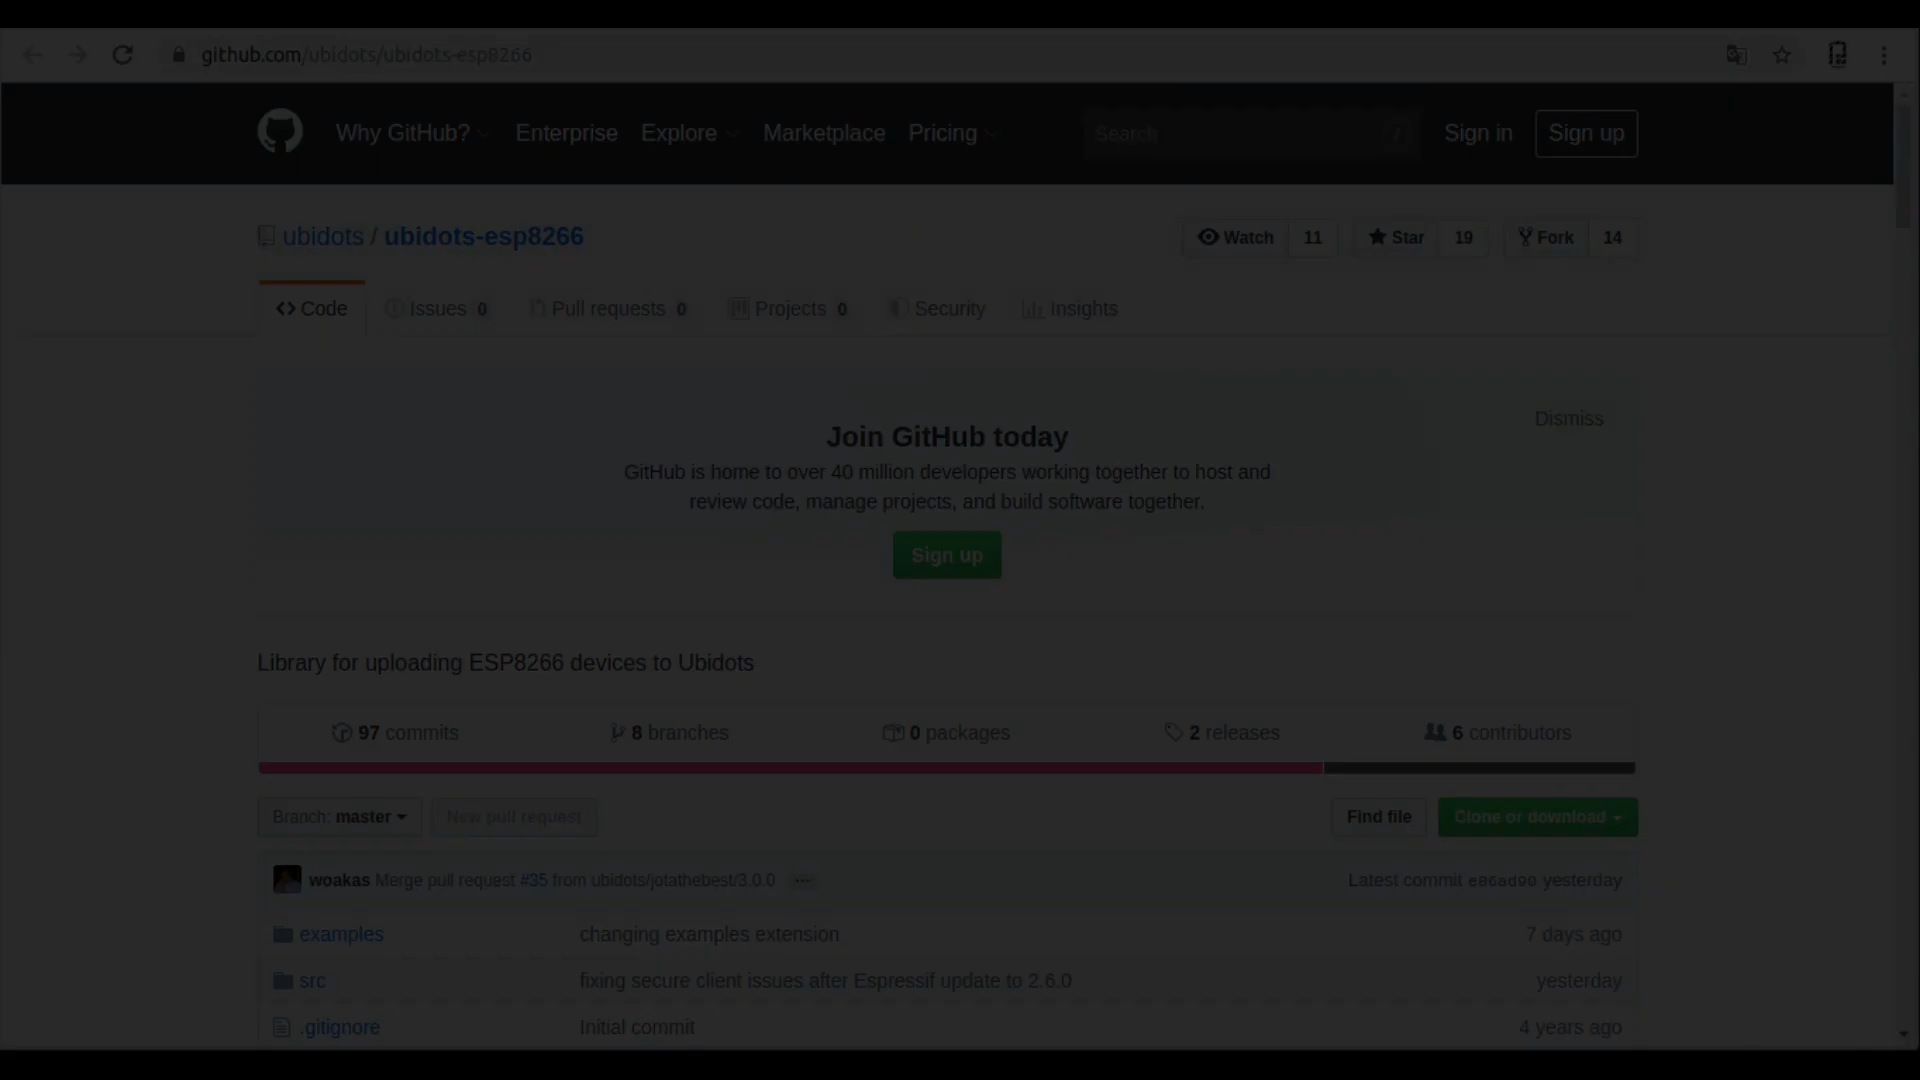 github.com/ubidots/ubidots-esp8266
Why GitHub? Enterprise Explore Marketplace Pricing Search / Sign in Sign up
ubidots / ubidots-esp8266 Watch 11 Star 19 Fork 14
Code Issues 0 Pull requests 0 Projects 0 Security Insights
Dismiss
Join GitHub today
GitHub is home to over 40 million developers working together to host and
review code, manage projects, and build software together.
Sign up
Library for uploading ESP8266 devices to Ubidots
97 commits 8 branches 0 packages 2 releases 6 contributors
Branch: master New pull request Find file Clone or download
woakas Merge pull request #35 from ubidots/jotathebest/3.0.0 ... Latest commit yesterday
examples changing examples extension 7 days ago
src fixing secure client issues after Espressif update to 2.6.0 yesterday
.gitignore Initial commit 4 years ago